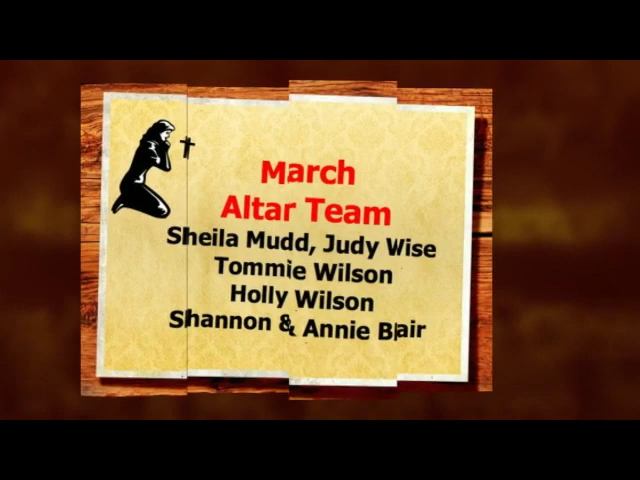 March
Altar Team
Sheila Mudd, Judy Wise
Tommie Wilson
Holly Wilson
Shannon & Annie Blair